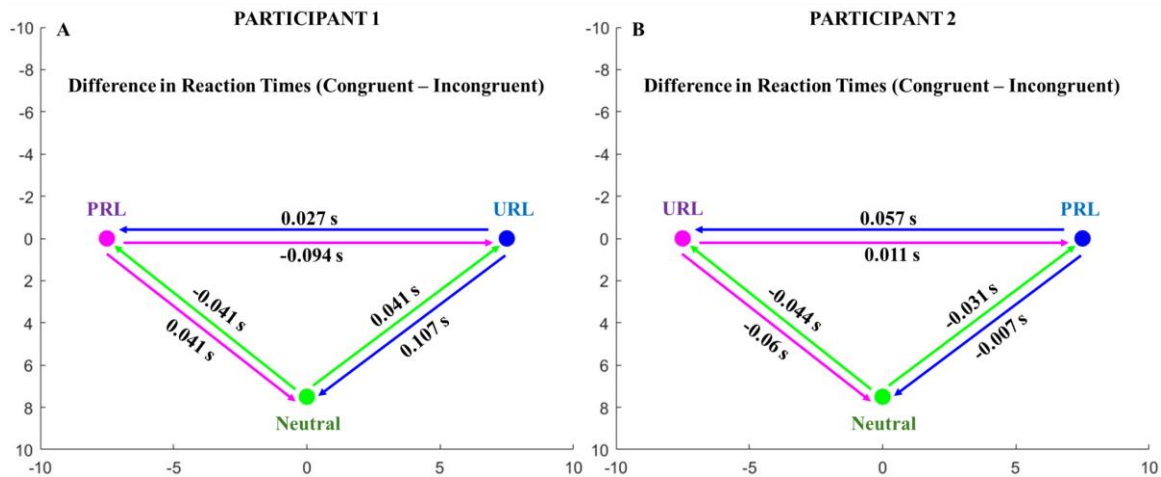 PARTICIPANT 1
A
Difference in Reaction Times (Congruent – Incongruent)
-10
-8
-6
-4
-2
0
2
4
6
8
10
PRL
URL
0.027 s
-0.094 s
-0.041 s
0.041 s
0.041 s
0.107 s
Neutral
-10
-5
0
5
10
PARTICIPANT 2
B
Difference in Reaction Times (Congruent – Incongruent)
-10
-8
-6
-4
-2
0
2
4
6
8
10
URL
PRL
0.057 s
0.011 s
-0.044 s
-0.06 s
-0.031 s
-0.007 s
Neutral
-10
-5
0
5
10